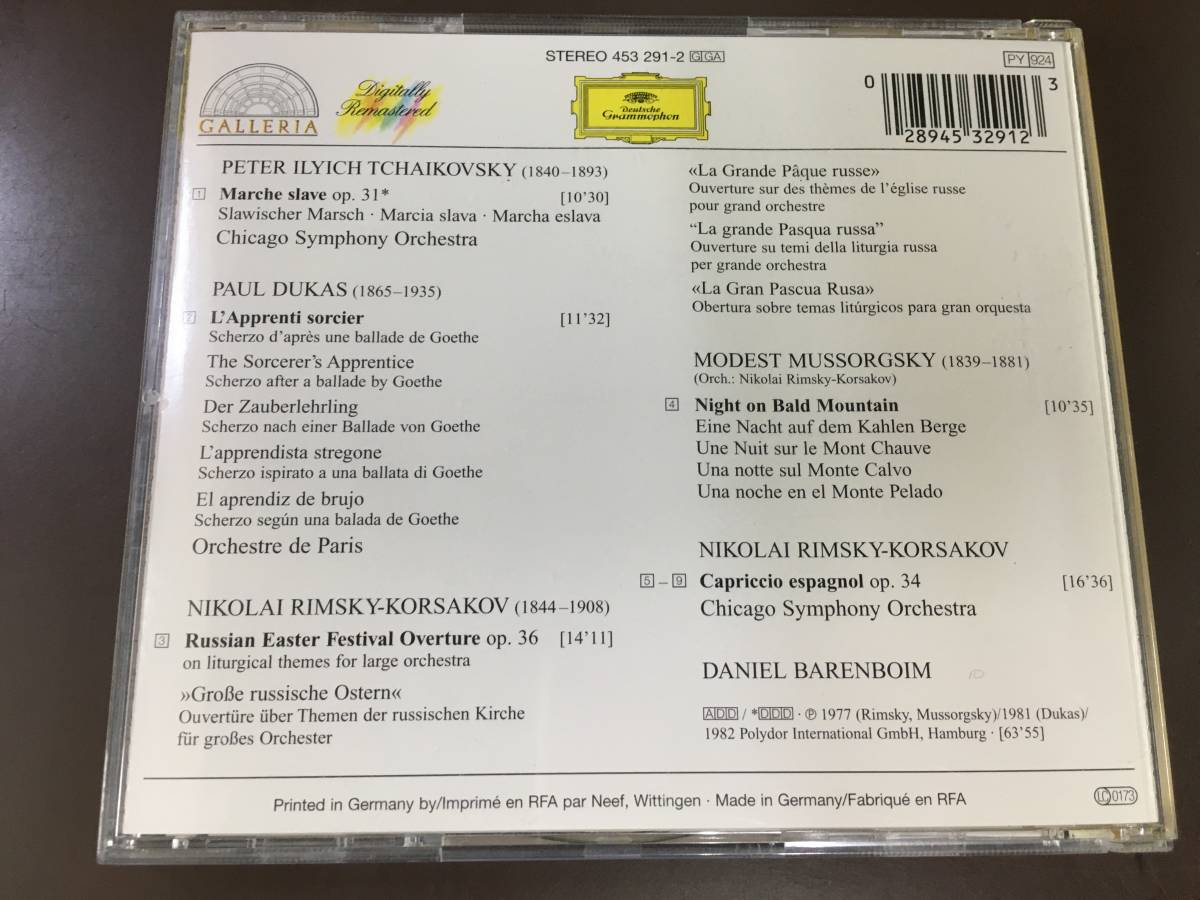 STEREO 453 291-2 G GA
PY 924
GALLERIA
Digitally
Remastered
Deutsche
Grammophon
0 28945 32912 3
PETER ILYICH TCHAIKOVSKY (1840–1893)
1 Marche slave op. 31* [10'30]
Slawischer Marsch · Marcia slava · Marcha eslava
Chicago Symphony Orchestra
PAUL DUKAS (1865–1935)
2 L'Apprenti sorcier [11'32]
Scherzo d'après une ballade de Goethe
The Sorcerer's Apprentice
Scherzo after a ballade by Goethe
Der Zauberlehrling
Scherzo nach einer Ballade von Goethe
L'apprendista stregone
Scherzo ispirato a una ballata di Goethe
El aprendiz de brujo
Scherzo según una balada de Goethe
Orchestre de Paris
NIKOLAI RIMSKY-KORSAKOV (1844–1908)
3 Russian Easter Festival Overture op. 36 [14'11]
on liturgical themes for large orchestra
»Große russische Ostern«
Ouvertüre über Themen der russischen Kirche
für großes Orchester
«La Grande Pâque russe»
Ouverture sur des thèmes de l'église russe
pour grand orchestre
“La grande Pasqua russa”
Ouverture su temi della liturgia russa
per grande orchestra
«La Gran Pascua Rusa»
Obertura sobre temas litúrgicos para gran orquesta
MODEST MUSSORGSKY (1839–1881)
(Orch.: Nikolai Rimsky-Korsakov)
4 Night on Bald Mountain [10'35]
Eine Nacht auf dem Kahlen Berge
Une Nuit sur le Mont Chauve
Una notte sul Monte Calvo
Una noche en el Monte Pelado
NIKOLAI RIMSKY-KORSAKOV
5 – 9 Capriccio espagnol op. 34 [16'36]
Chicago Symphony Orchestra
DANIEL BARENBOIM
ADD / *DDD · ℗ 1977 (Rimsky, Mussorgsky)/1981 (Dukas)/
1982 Polydor International GmbH, Hamburg · [63'55]
Printed in Germany by/Imprimé en RFA par Neef, Wittingen · Made in Germany/Fabriqué en RFA
LC 0173